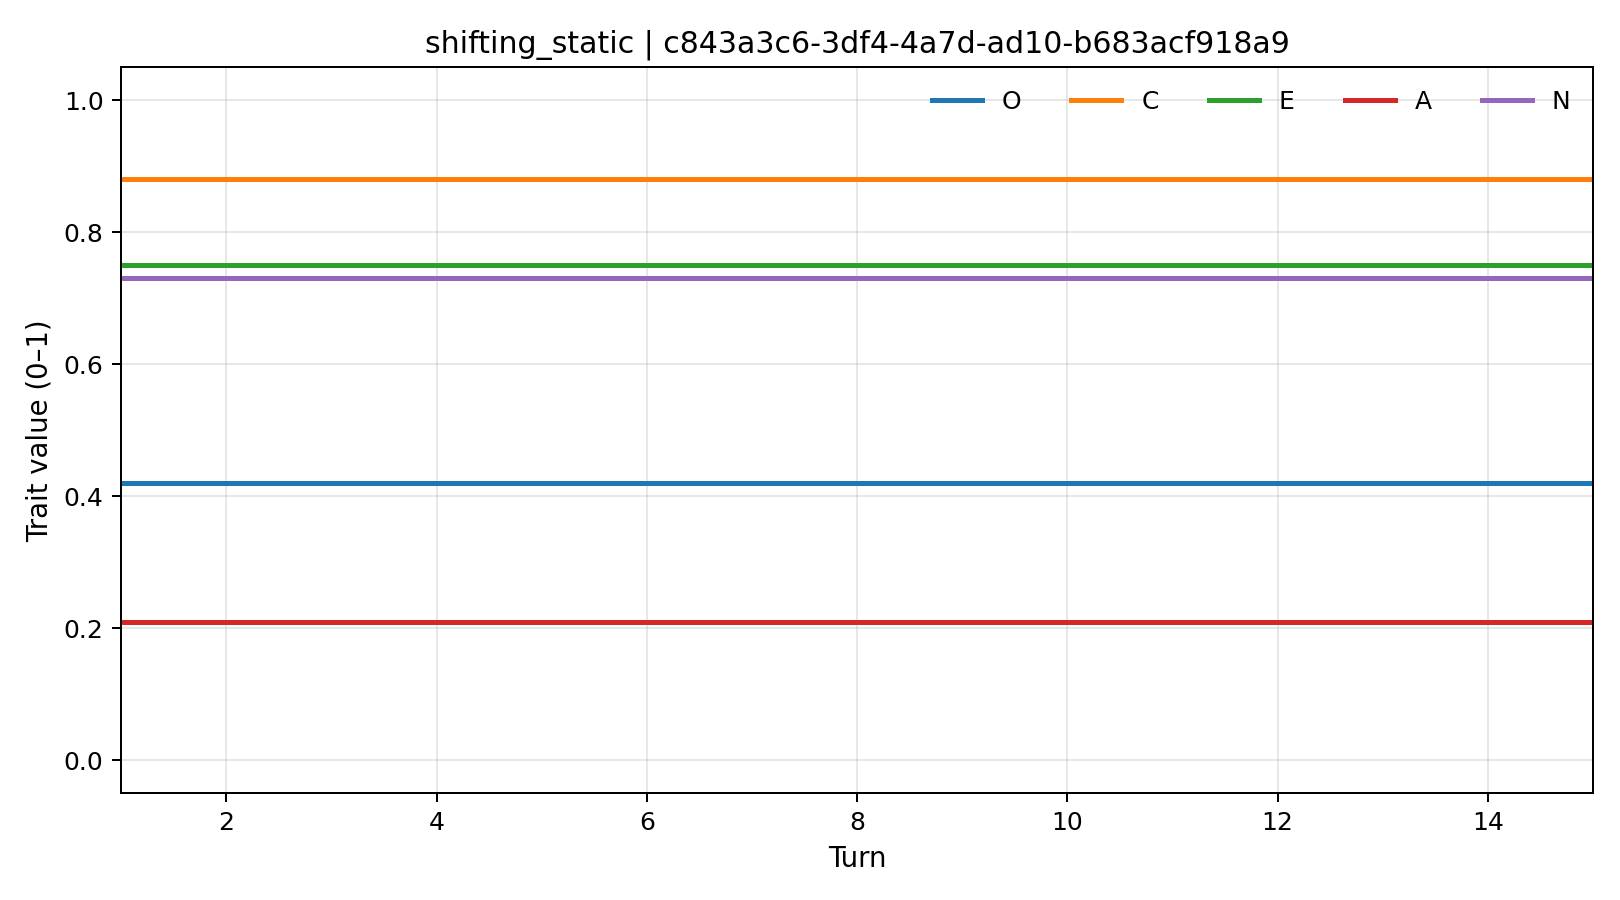 shifting_static | c843a3c6-3df4-4a7d-ad10-b683acf918a9
O C E A N
1.0
0.8
0.6
0.4
0.2
0.0
Trait value (0–1)
2 4 6 8 10 12 14
Turn